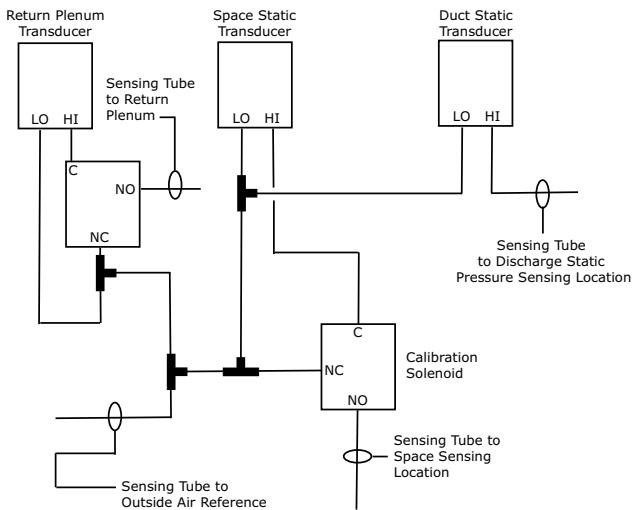 Return Plenum
Transducer
Space Static
Transducer
Duct Static
Transducer
Sensing Tube
to Return
Plenum
LO HI
LO HI
LO HI
C
NO
NC
Sensing Tube
to Discharge Static
Pressure Sensing Location
C
NC
NO
Calibration
Solenoid
Sensing Tube to
Space Sensing
Location
Sensing Tube to
Outside Air Reference